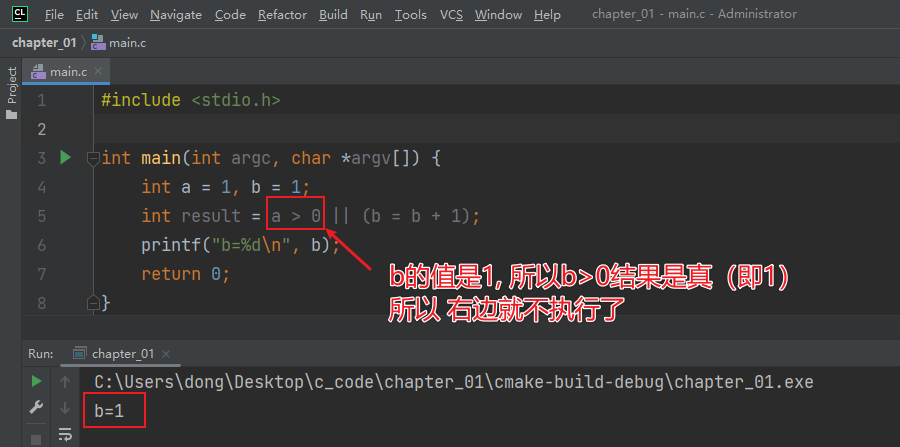 CL File Edit View Navigate Code Refactor Build Run Tools VCS Window Help chapter_01 - main.c - Administrator
chapter_01 main.c
Project
main.c
1 #include <stdio.h>
2
3 int main(int argc, char *argv[]) {
4 int a = 1, b = 1;
5 int result = a > 0 || (b = b + 1);
6 printf("b=%d\n", b);
7 return 0;
8 }
b的值是1, 所以b>0结果是真（即1）
所以 右边就不执行了
Run: chapter_01
C:\Users\dong\Desktop\c_code\chapter_01\cmake-build-debug\chapter_01.exe
b=1